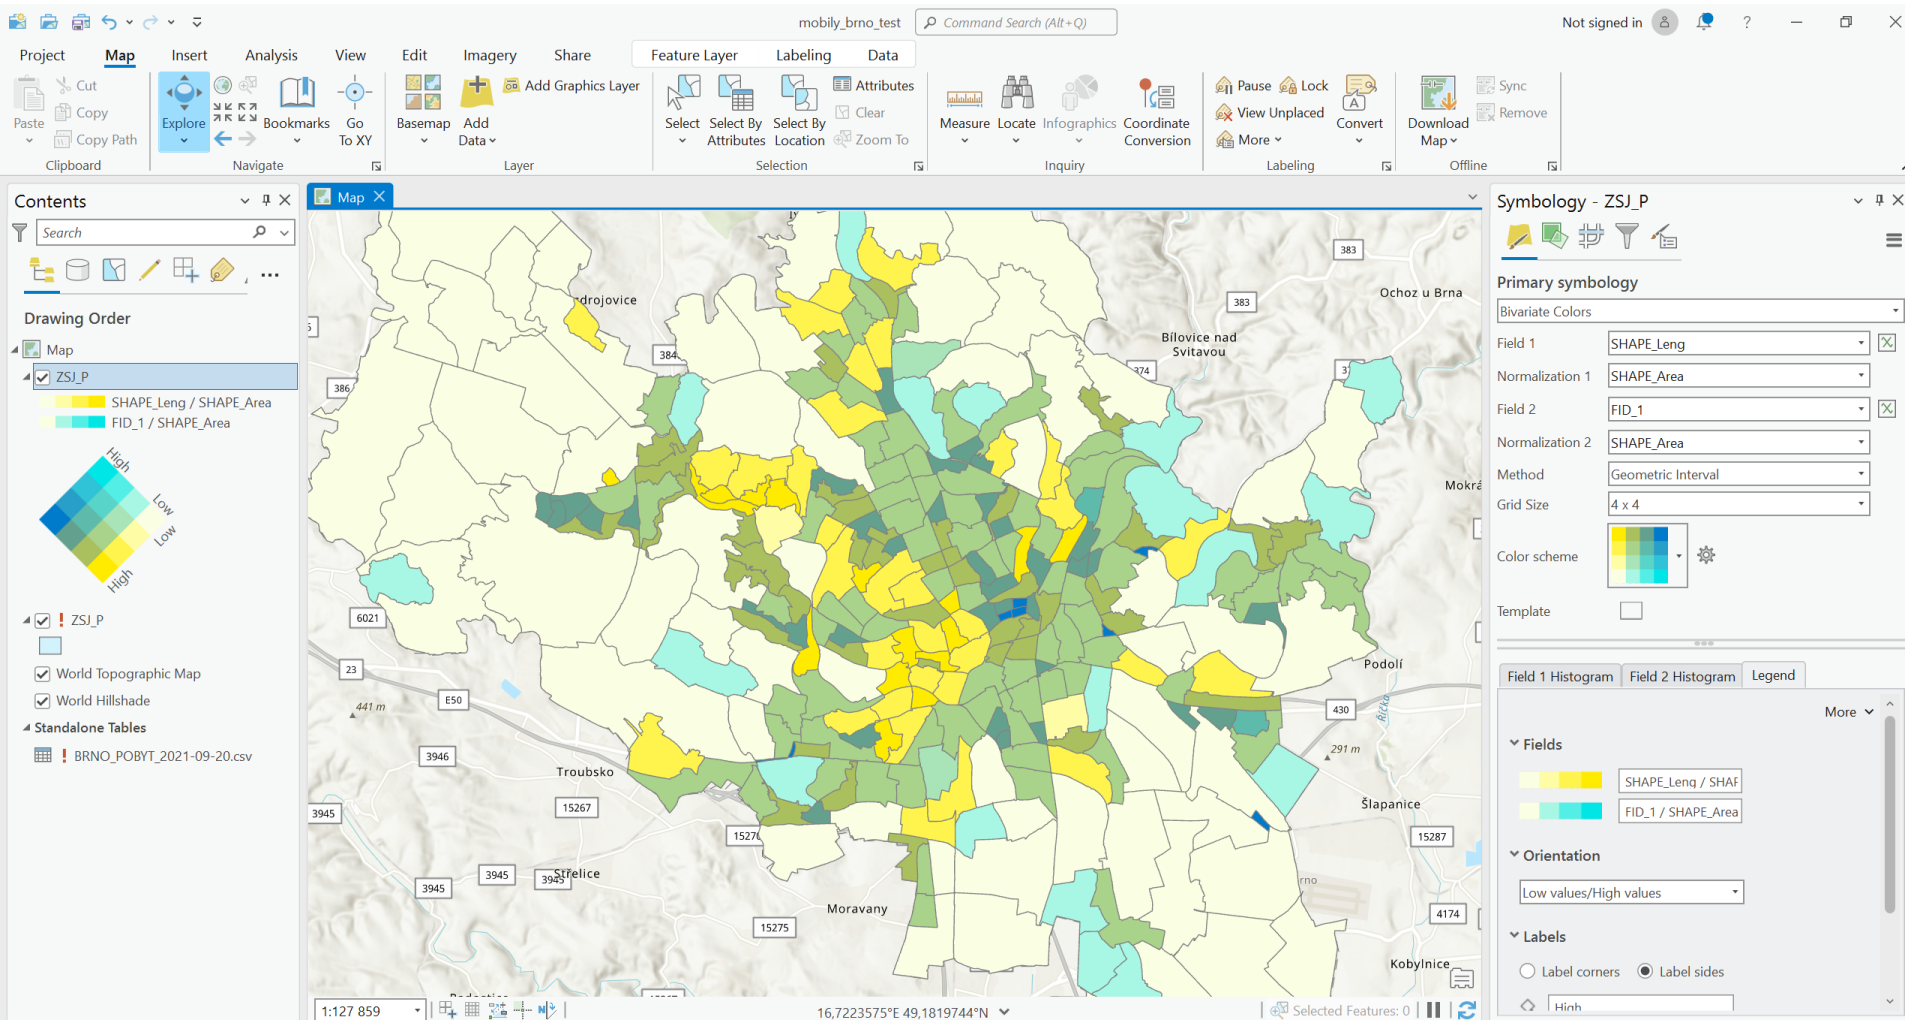 mobily_brno_test
Command Search (Alt+Q)
Not signed in
?
Project
Map
Insert
Analysis
View
Edit
Imagery
Share
Feature Layer
Labeling
Data
Paste
Cut
Copy
Copy Path
Clipboard
Explore
Bookmarks
Go
To XY
Navigate
Basemap
Add
Data
Add Graphics Layer
Layer
Select
Select By
Attributes
Select By
Location
Attributes
Clear
Zoom To
Selection
Measure
Locate
Infographics
Coordinate
Conversion
Inquiry
Pause
Lock
View Unplaced
More
Convert
Labeling
Download
Map
Sync
Remove
Offline
Contents
Search
Drawing Order
Map
ZSJ_P
SHAPE_Leng / SHAPE_Area
FID_1 / SHAPE_Area
High
Low
Low
High
! ZSJ_P
World Topographic Map
World Hillshade
Standalone Tables
! BRNO_POBYT_2021-09-20.csv
Map
383
drojovice
383
Ochoz u Brna
Bílovice nad
Svitavou
384
374
386
Mokrá
6021
23
Podolí
E50
441 m
430
Říčka
3946
291 m
Troubsko
15267
3945
Šlapanice
1527
15287
Střelice
3945
3945
3945
rno
Moravany
4174
15275
Kobylnice
1:127 859
16,7223575°E 49,1819744°N
Selected Features: 0
Symbology - ZSJ_P
Primary symbology
Bivariate Colors
Field 1
SHAPE_Leng
Normalization 1
SHAPE_Area
Field 2
FID_1
Normalization 2
SHAPE_Area
Method
Geometric Interval
Grid Size
4 x 4
Color scheme
Template
Field 1 Histogram
Field 2 Histogram
Legend
More
Fields
SHAPE_Leng / SHAP
FID_1 / SHAPE_Area
Orientation
Low values/High values
Labels
Label corners
Label sides
High